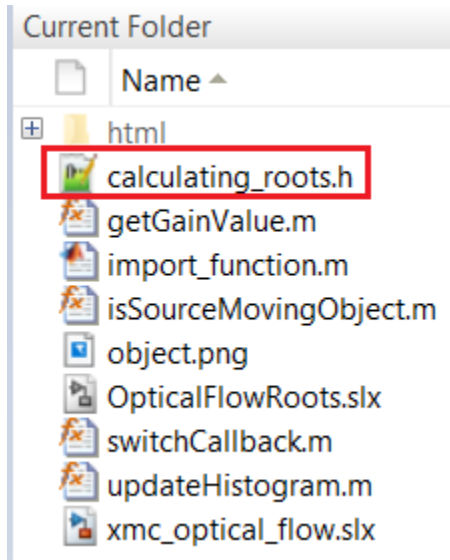 Current Folder
Name
html
calculating_roots.h
getGainValue.m
import_function.m
isSourceMovingObject.m
object.png
OpticalFlowRoots.slx
switchCallback.m
updateHistogram.m
xmc_optical_flow.slx